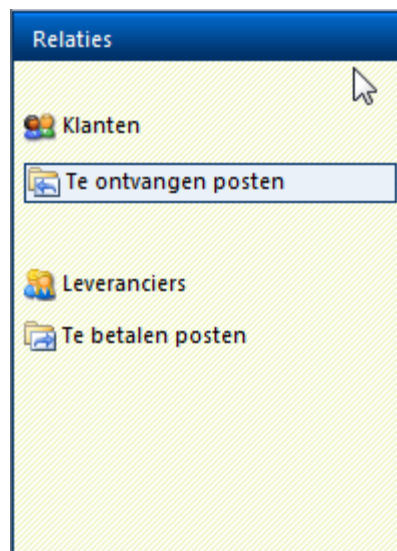 Relaties
Klanten
Te ontvangen posten
Leveranciers
Te betalen posten